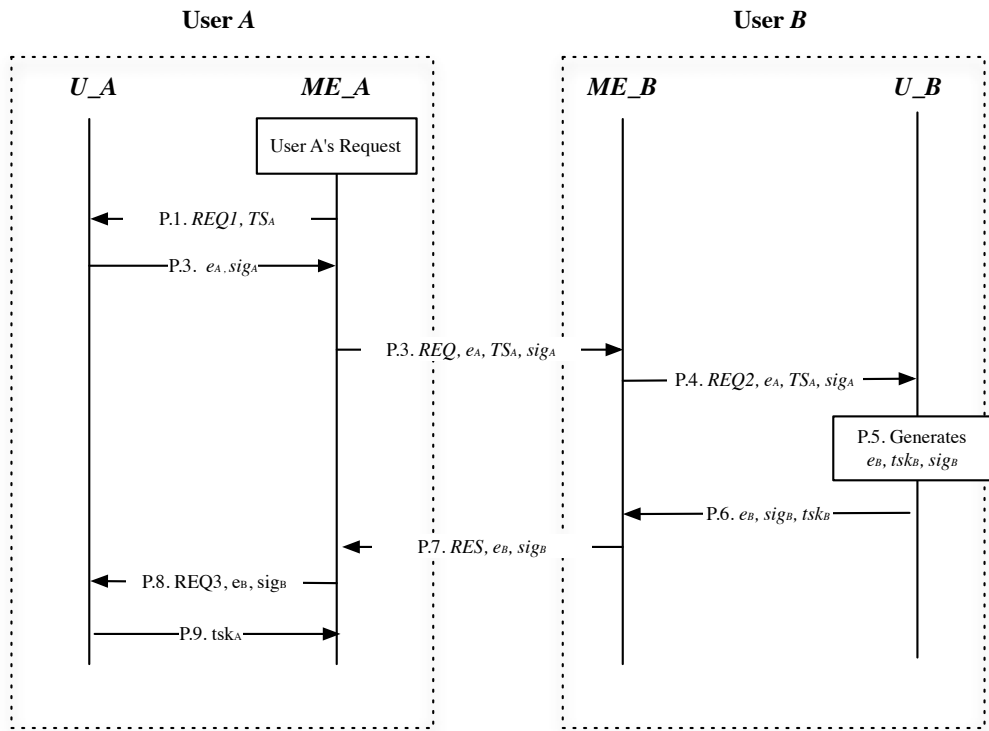 User A
User B
U_A
ME_A
ME_B
U_B
User A's Request
P.1. REQ1, TSA
P.3. eA, sigA
P.3. REQ, eA, TSA, sigA
P.4. REQ2, eA, TSA, sigA
P.5. Generates
eB, tskB, sigB
P.6. eB, sigB, tskB
P.7. RES, eB, sigB
P.8. REQ3, eB, sigB
P.9. tskA